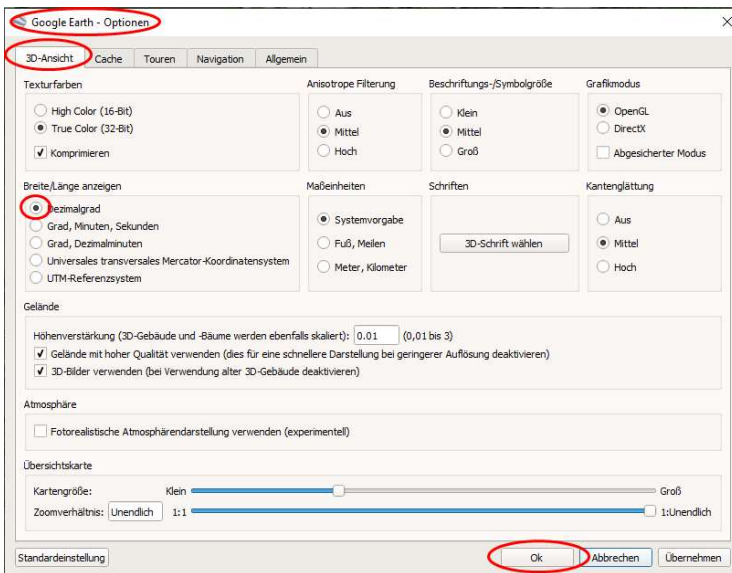 Google Earth - Optionen
3D-Ansicht Cache Touren Navigation Allgemein
Texturfarben
High Color (16-Bit)
True Color (32-Bit)
Komprimieren
Anisotrope Filterung
Aus
Mittel
Hoch
Beschriftungs-/Symbolgröße
Klein
Mittel
Groß
Grafikmodus
OpenGL
DirectX
Abgesicherter Modus
Breite/Länge anzeigen
Dezimalgrad
Grad, Minuten, Sekunden
Grad, Dezimalminuten
Universales transversales Mercator-Koordinatensystem
UTM-Referenzsystem
Maßeinheiten
Systemvorgabe
Fuß, Meilen
Meter, Kilometer
Schriften
3D-Schrift wählen
Kantenglättung
Aus
Mittel
Hoch
Gelände
Höhenverstärkung (3D-Gebäude und -Bäume werden ebenfalls skaliert): 0.01 (0,01 bis 3)
Gelände mit hoher Qualität verwenden (dies für eine schnellere Darstellung bei geringerer Auflösung deaktivieren)
3D-Bilder verwenden (bei Verwendung alter 3D-Gebäude deaktivieren)
Atmosphäre
Fotorealistische Atmosphärendarstellung verwenden (experimentell)
Übersichtskarte
Kartengröße: Klein Groß
Zoomverhältnis: Unendlich 1:1 1:Unendlich
Standardeinstellung Ok Abbrechen Übernehmen